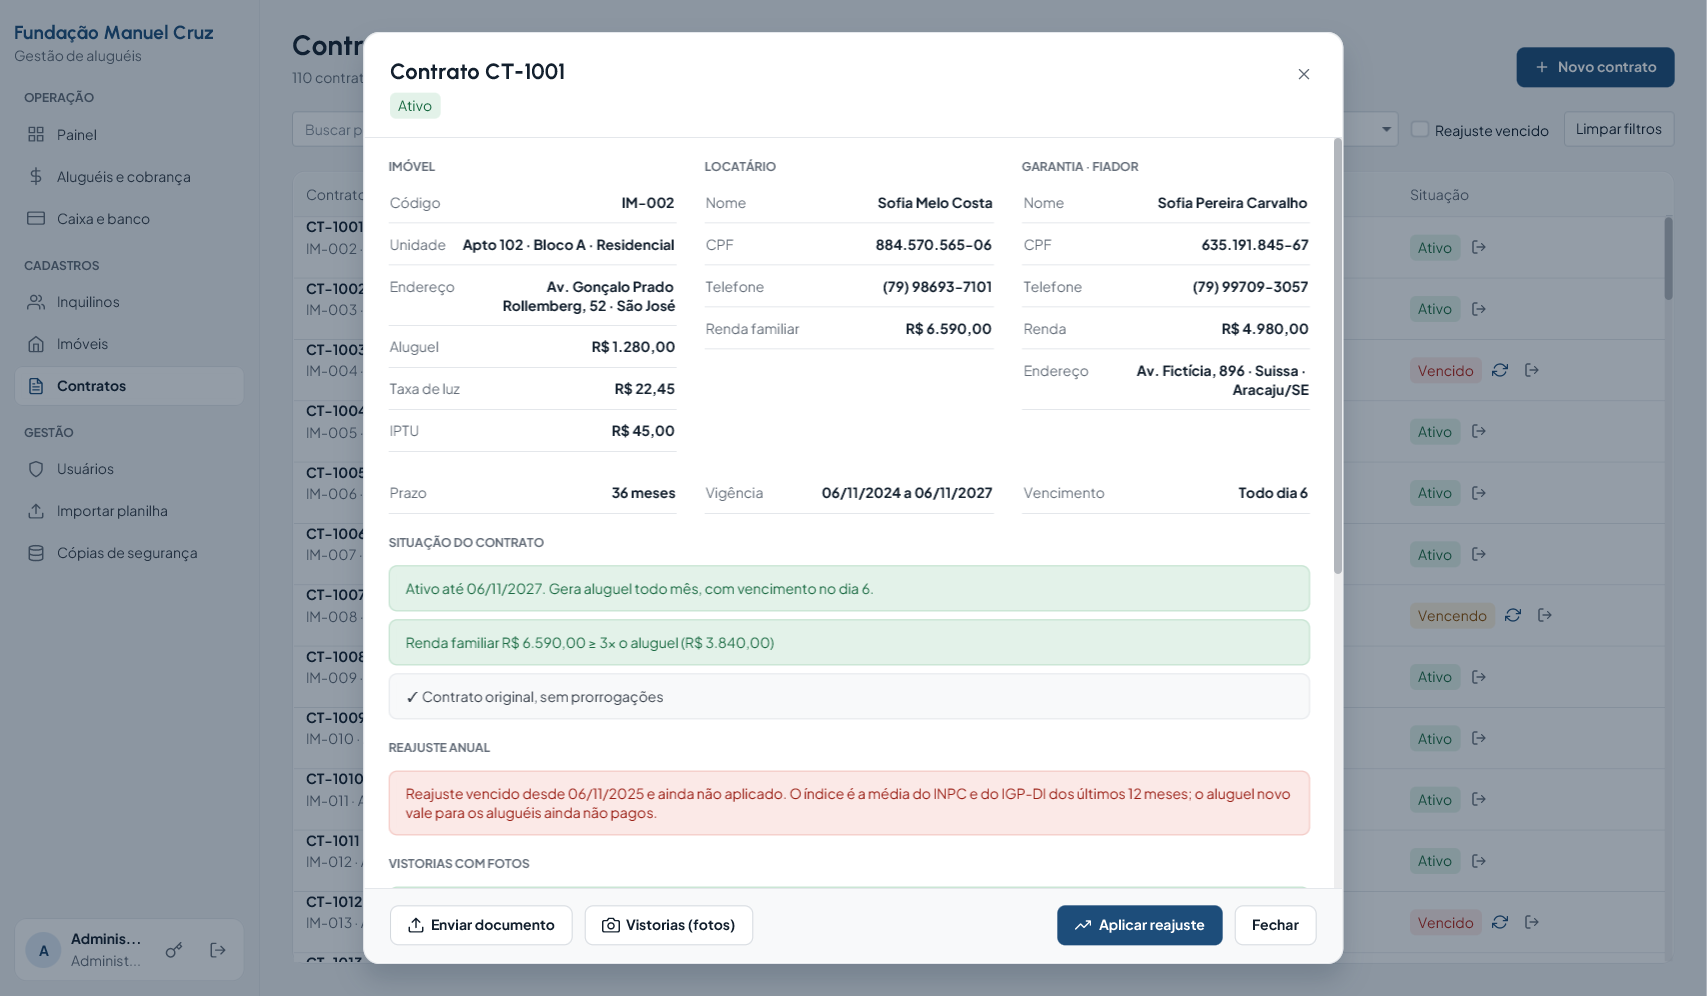 Fundação Manuel Cruz
Gestão de aluguéis
OPERAÇÃO
Painel
Aluguéis e cobrança
Caixa e banco
CADASTROS
Inquilinos
Imóveis
Contratos
GESTÃO
Usuários
Importar planilha
Cópias de segurança
A
Adminis...
Administ...
Contr
110 contrat
Novo contrato
Buscar p
Reajuste vencido
Limpar filtros
Contrato
Situação
CT-1001
IM-002 ·
Ativo
CT-1002
IM-003 ·
Ativo
CT-1003
IM-004 ·
Vencido
CT-1004
IM-005 ·
Ativo
CT-1005
IM-006 ·
Ativo
CT-1006
IM-007 ·
Ativo
CT-1007
IM-008 ·
Vencendo
CT-1008
IM-009 ·
Ativo
CT-1009
IM-010 ·
Ativo
CT-1010
IM-011 · A
Ativo
CT-1011
IM-012 · A
Ativo
CT-1012
IM-013 · A
Vencido
CT-1013
Contrato CT-1001
Ativo
IMÓVEL
Código IM-002
Unidade Apto 102 · Bloco A · Residencial
Endereço Av. Gonçalo Prado
Rollemberg, 52 · São José
Aluguel R$ 1.280,00
Taxa de luz R$ 22,45
IPTU R$ 45,00
LOCATÁRIO
Nome Sofia Melo Costa
CPF 884.570.565-06
Telefone (79) 98693-7101
Renda familiar R$ 6.590,00
GARANTIA · FIADOR
Nome Sofia Pereira Carvalho
CPF 635.191.845-67
Telefone (79) 99709-3057
Renda R$ 4.980,00
Endereço Av. Fictícia, 896 · Suissa ·
Aracaju/SE
Prazo 36 meses
Vigência 06/11/2024 a 06/11/2027
Vencimento Todo dia 6
SITUAÇÃO DO CONTRATO
Ativo até 06/11/2027. Gera aluguel todo mês, com vencimento no dia 6.
Renda familiar R$ 6.590,00 ≥ 3× o aluguel (R$ 3.840,00)
✓ Contrato original, sem prorrogações
REAJUSTE ANUAL
Reajuste vencido desde 06/11/2025 e ainda não aplicado. O índice é a média do INPC e do IGP-DI dos últimos 12 meses; o aluguel novo
vale para os aluguéis ainda não pagos.
VISTORIAS COM FOTOS
Enviar documento
Vistorias (fotos)
Aplicar reajuste
Fechar